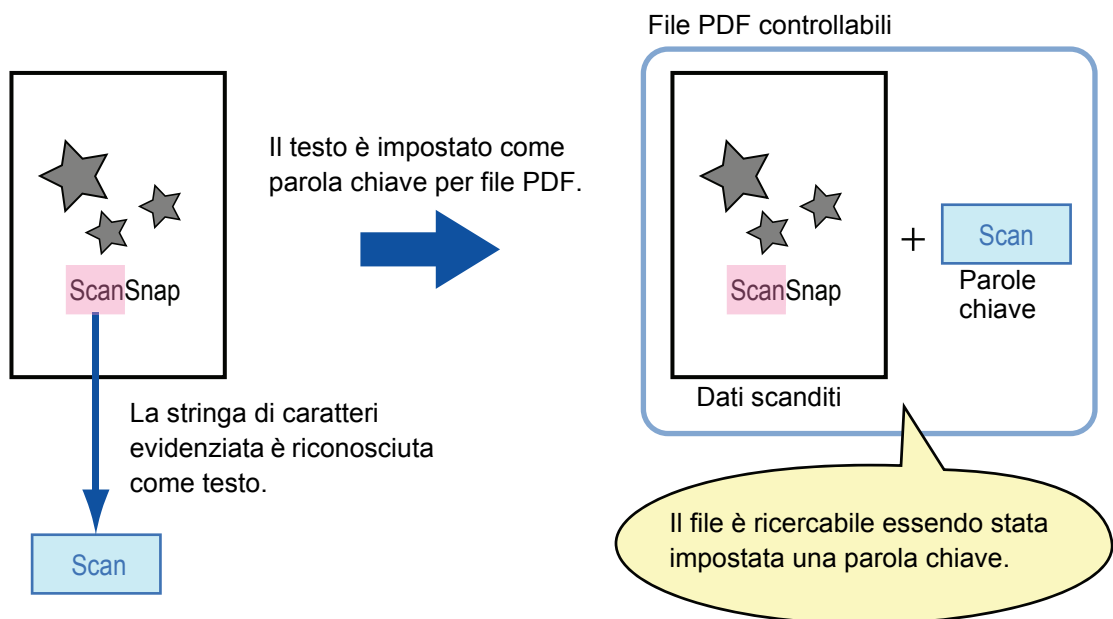 File PDF controllabili
Il testo è impostato come
parola chiave per file PDF.
ScanSnap
La stringa di caratteri
evidenziata è riconosciuta
come testo.
Scan
ScanSnap
Dati scanditi
+
Scan
Parole
chiave
Il file è ricercabile essendo stata
impostata una parola chiave.